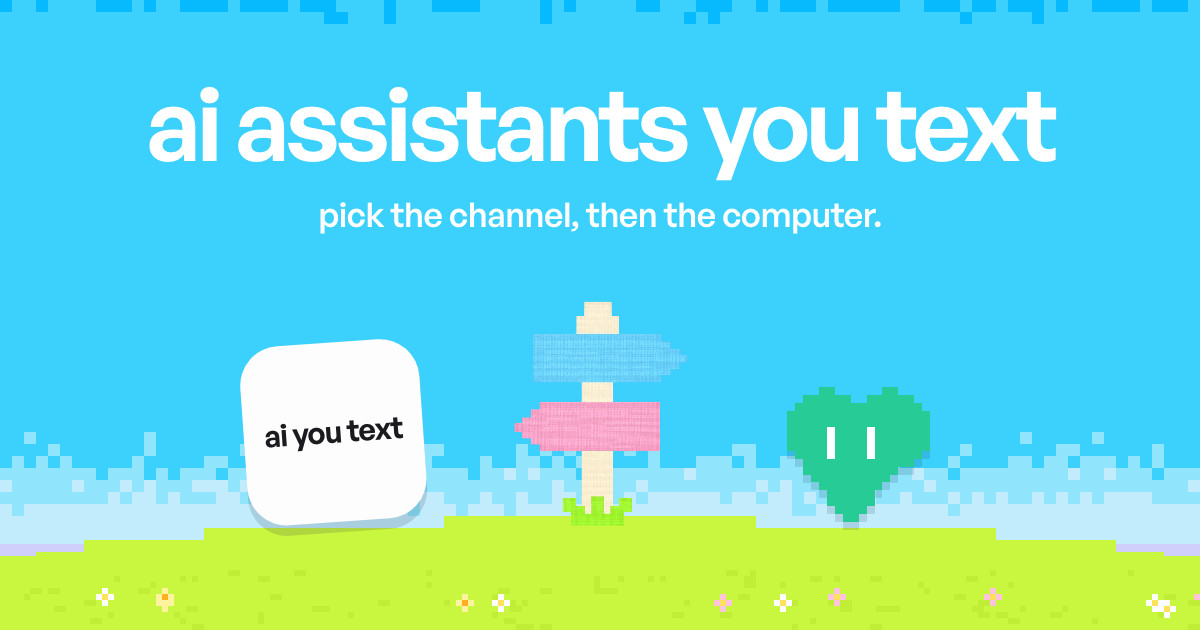 ai assistants you text
pick the channel, then the computer.
ai you text